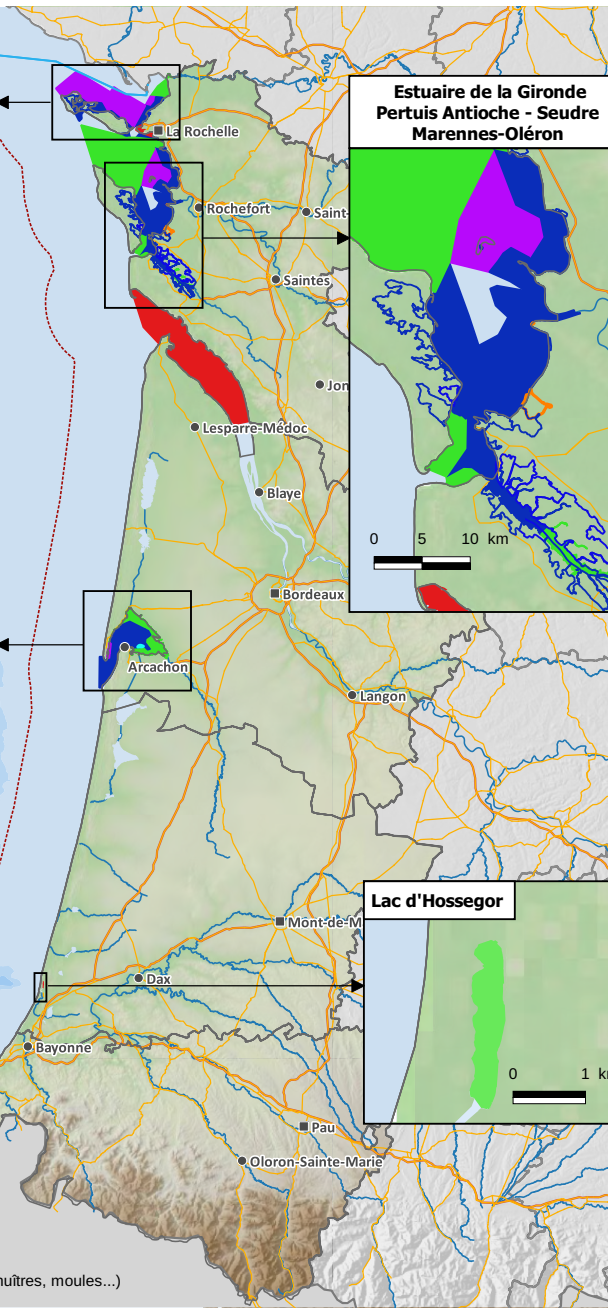 Estuaire de la Gironde
Pertuis Antioche - Seudre
Marennes-Oléron
La Rochelle
Rochefort
Saint-
Saintes
Jon
Lesparre-Médoc
Blaye
0 5 10 km
Bordeaux
Arcachon
Langon
Lac d'Hossegor
Mont-de-M
Dax
Bayonne
0 1 km
Pau
Oloron-Sainte-Marie
huîtres, moules...)